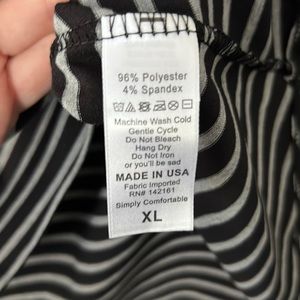 96% Polyester
4% Spandex
Machine Wash Cold
Gentle Cycle
Do Not Bleach
Hang Dry
Do Not Iron
or you'll be sad
MADE IN USA
Fabric Imported
RN# 142161
Simply Comfortable
XL